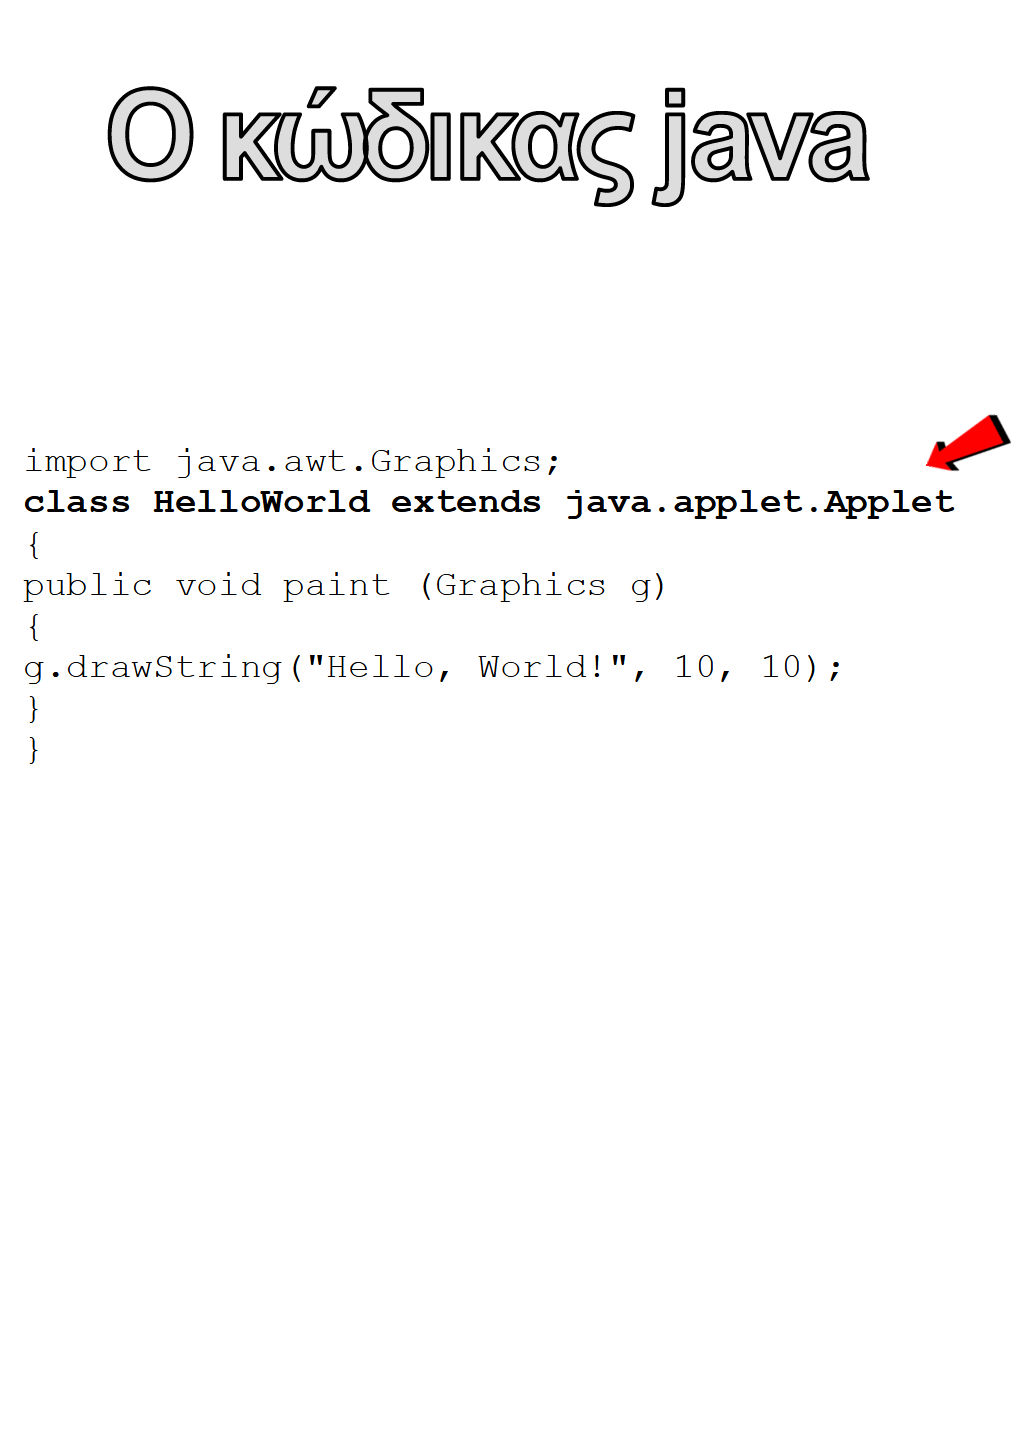 Ο κώδικας java
import java.awt.Graphics;
class HelloWorld extends java.applet.Applet
{
public void paint (Graphics g)
{
g.drawString("Hello, World!", 10, 10);
}
}